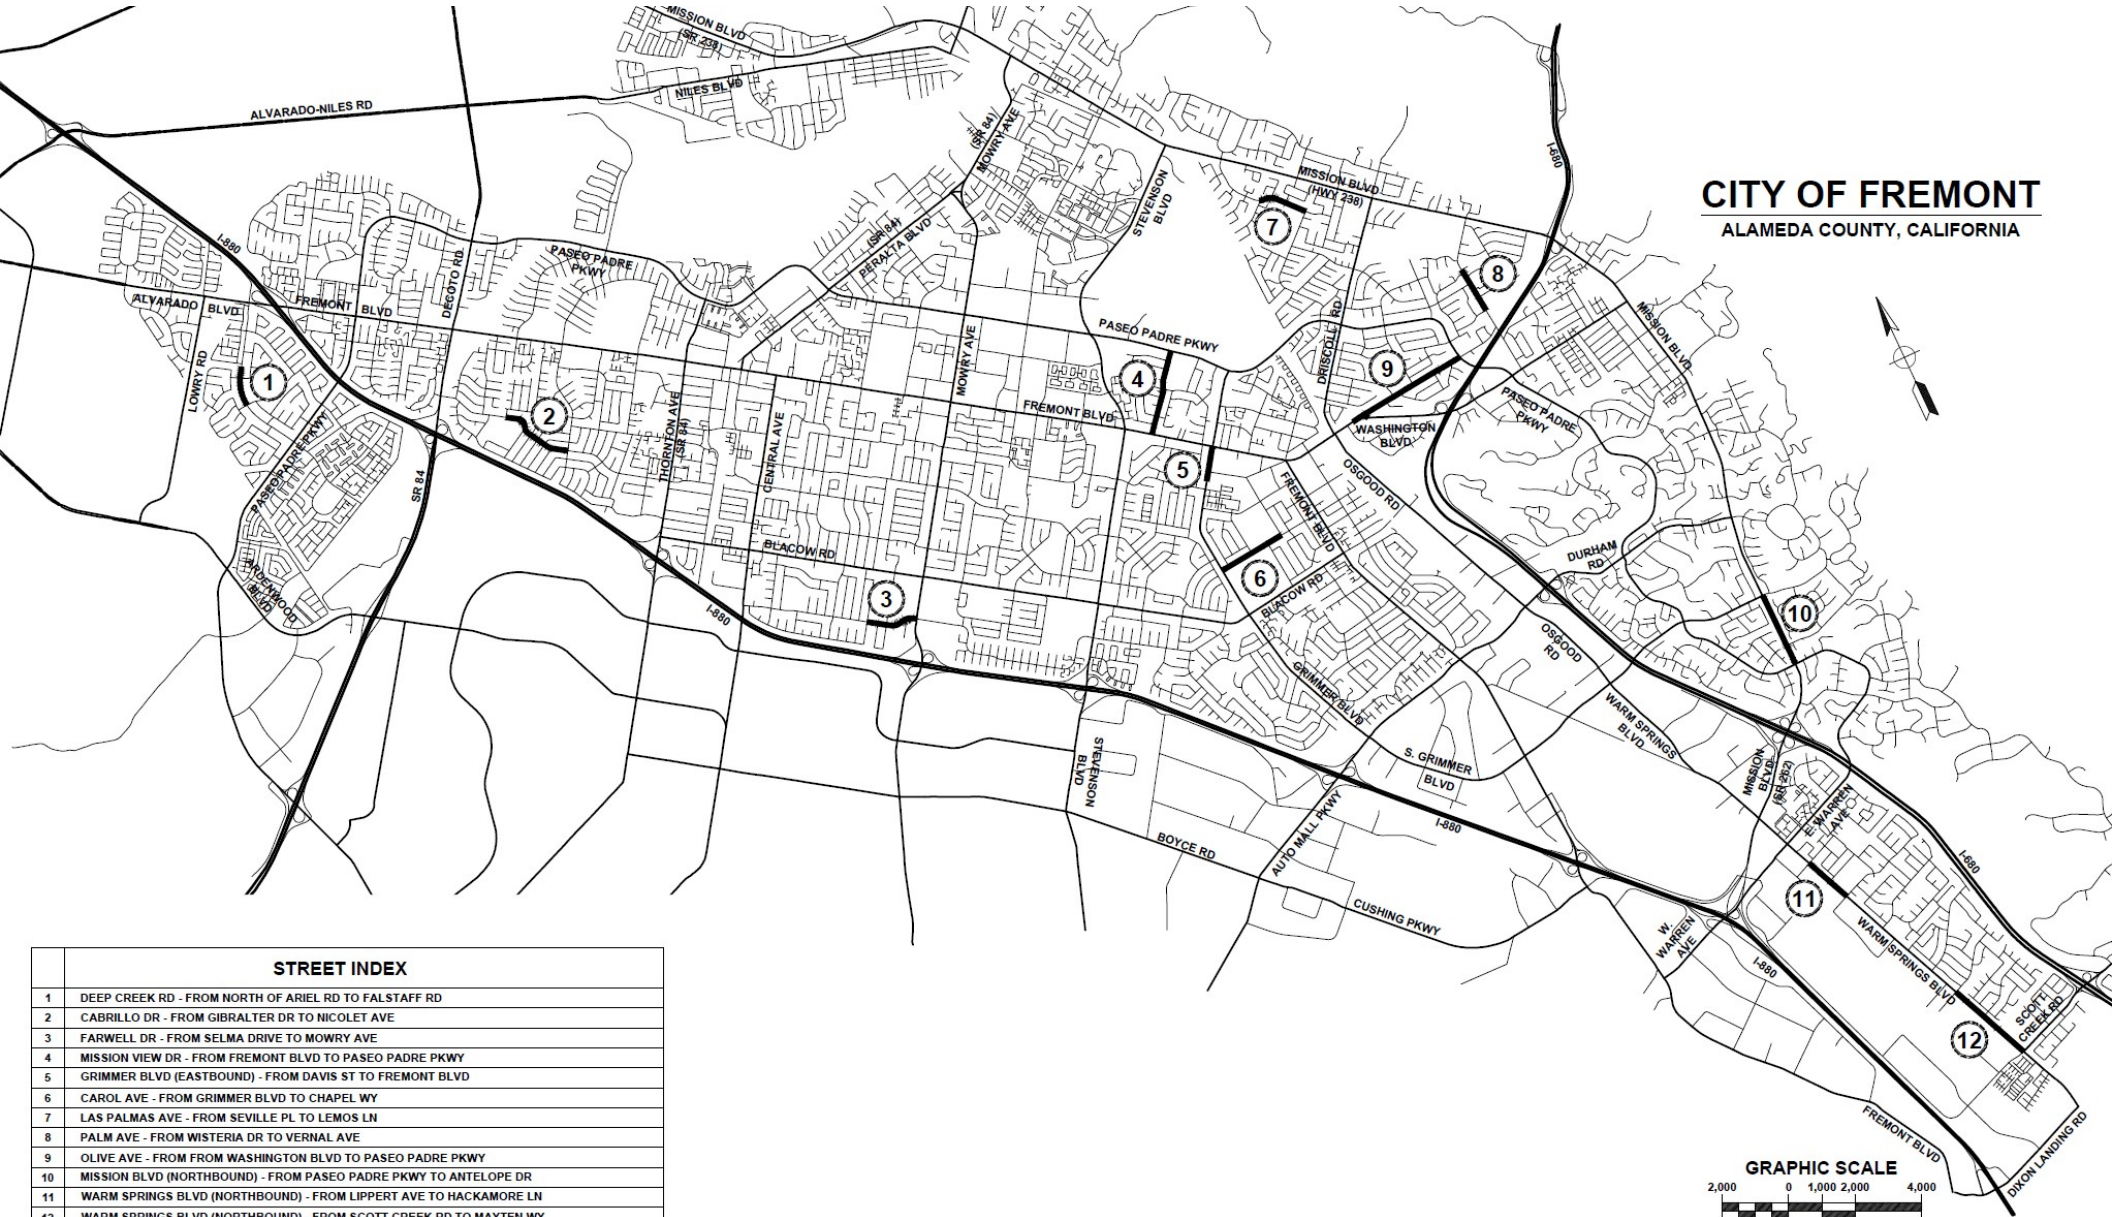 MISSION BLVD
(SR 238)
NILES BLVD
ALVARADO-NILES RD
(SR 84)
MOWRY AVE
I-680
CITY OF FREMONT
ALAMEDA COUNTY, CALIFORNIA
MISSION BLVD
(HWY 238)
STEVENSON
BLVD
7
I-880
(SR 84)
PERALTA BLVD
PASEO PADRE
PKWY
DECOTO RD
8
ALVARADO BLVD
FREMONT BLVD
MISSION BLVD
DRISCOLL RD
PASEO PADRE PKWY
MOWRY AVE
LOWRY RD
1
4
9
2
FREMONT BLVD
THORNTON AVE
(SR 84)
CENTRAL AVE
PASEO PADRE
PKWY
WASHINGTON
BLVD
PASEO PADRE PKWY
SR 84
5
OSGOOD RD
FREMONT BLVD
BLACOW RD
DURHAM
RD
ARDENWOOD
BLVD
6
BLACOW RD
3
I-880
10
OSGOOD
RD
GRIMMER BLVD
WARM SPRINGS
BLVD
S. GRIMMER
BLVD
STEVENSON
BLVD
MISSION
BLVD
(SR 262)
WARREN
AVE
AUTO MALL PKWY
I-880
BOYCE RD
I-680
11
CUSHING PKWY
W.
WARREN
AVE
WARM SPRINGS BLVD
I-880
SCOTT
CREEK RD
12
FREMONT BLVD
DIXON LANDING RD
STREET INDEX
1 DEEP CREEK RD - FROM NORTH OF ARIEL RD TO FALSTAFF RD
2 CABRILLO DR - FROM GIBRALTER DR TO NICOLET AVE
3 FARWELL DR - FROM SELMA DRIVE TO MOWRY AVE
4 MISSION VIEW DR - FROM FREMONT BLVD TO PASEO PADRE PKWY
5 GRIMMER BLVD (EASTBOUND) - FROM DAVIS ST TO FREMONT BLVD
6 CAROL AVE - FROM GRIMMER BLVD TO CHAPEL WY
7 LAS PALMAS AVE - FROM SEVILLE PL TO LEMOS LN
8 PALM AVE - FROM WISTERIA DR TO VERNAL AVE
9 OLIVE AVE - FROM FROM WASHINGTON BLVD TO PASEO PADRE PKWY
10 MISSION BLVD (NORTHBOUND) - FROM PASEO PADRE PKWY TO ANTELOPE DR
11 WARM SPRINGS BLVD (NORTHBOUND) - FROM LIPPERT AVE TO HACKAMORE LN
12 WARM SPRINGS BLVD (NORTHBOUND) - FROM SCOTT CREEK RD TO MAYTEN WY
GRAPHIC SCALE
2,000 0 1,000 2,000 4,000